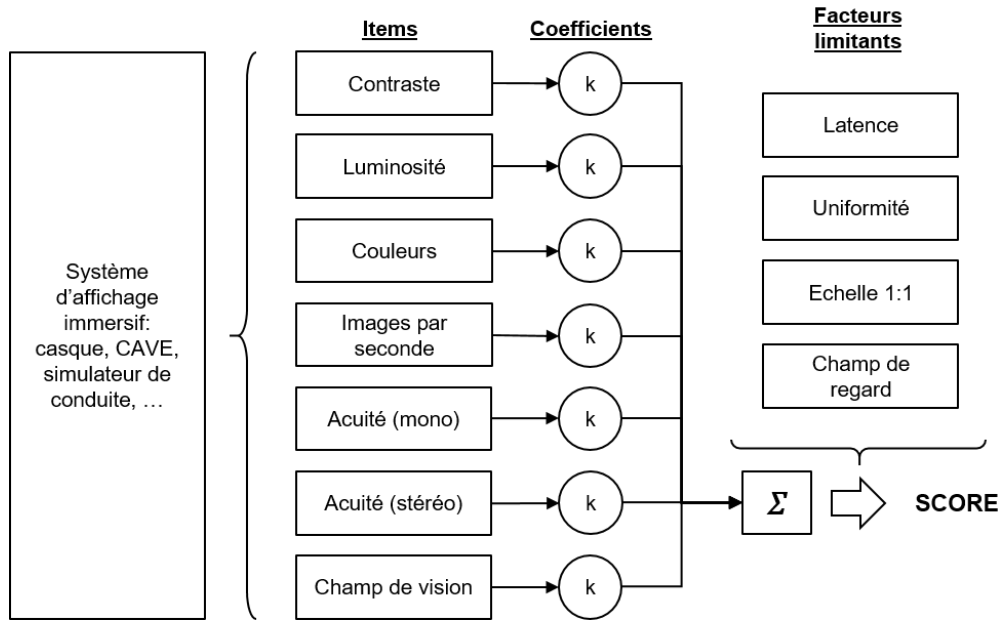 Items
Coefficients
Facteurs
limitants
Système
d’affichage
immersif:
casque, CAVE,
simulateur de
conduite, …
Contraste
k
Luminosité
k
Couleurs
k
Images par
seconde
k
Acuité (mono)
k
Acuité (stéréo)
k
Champ de vision
k
Latence
Uniformité
Echelle 1:1
Champ de
regard
Σ
SCORE